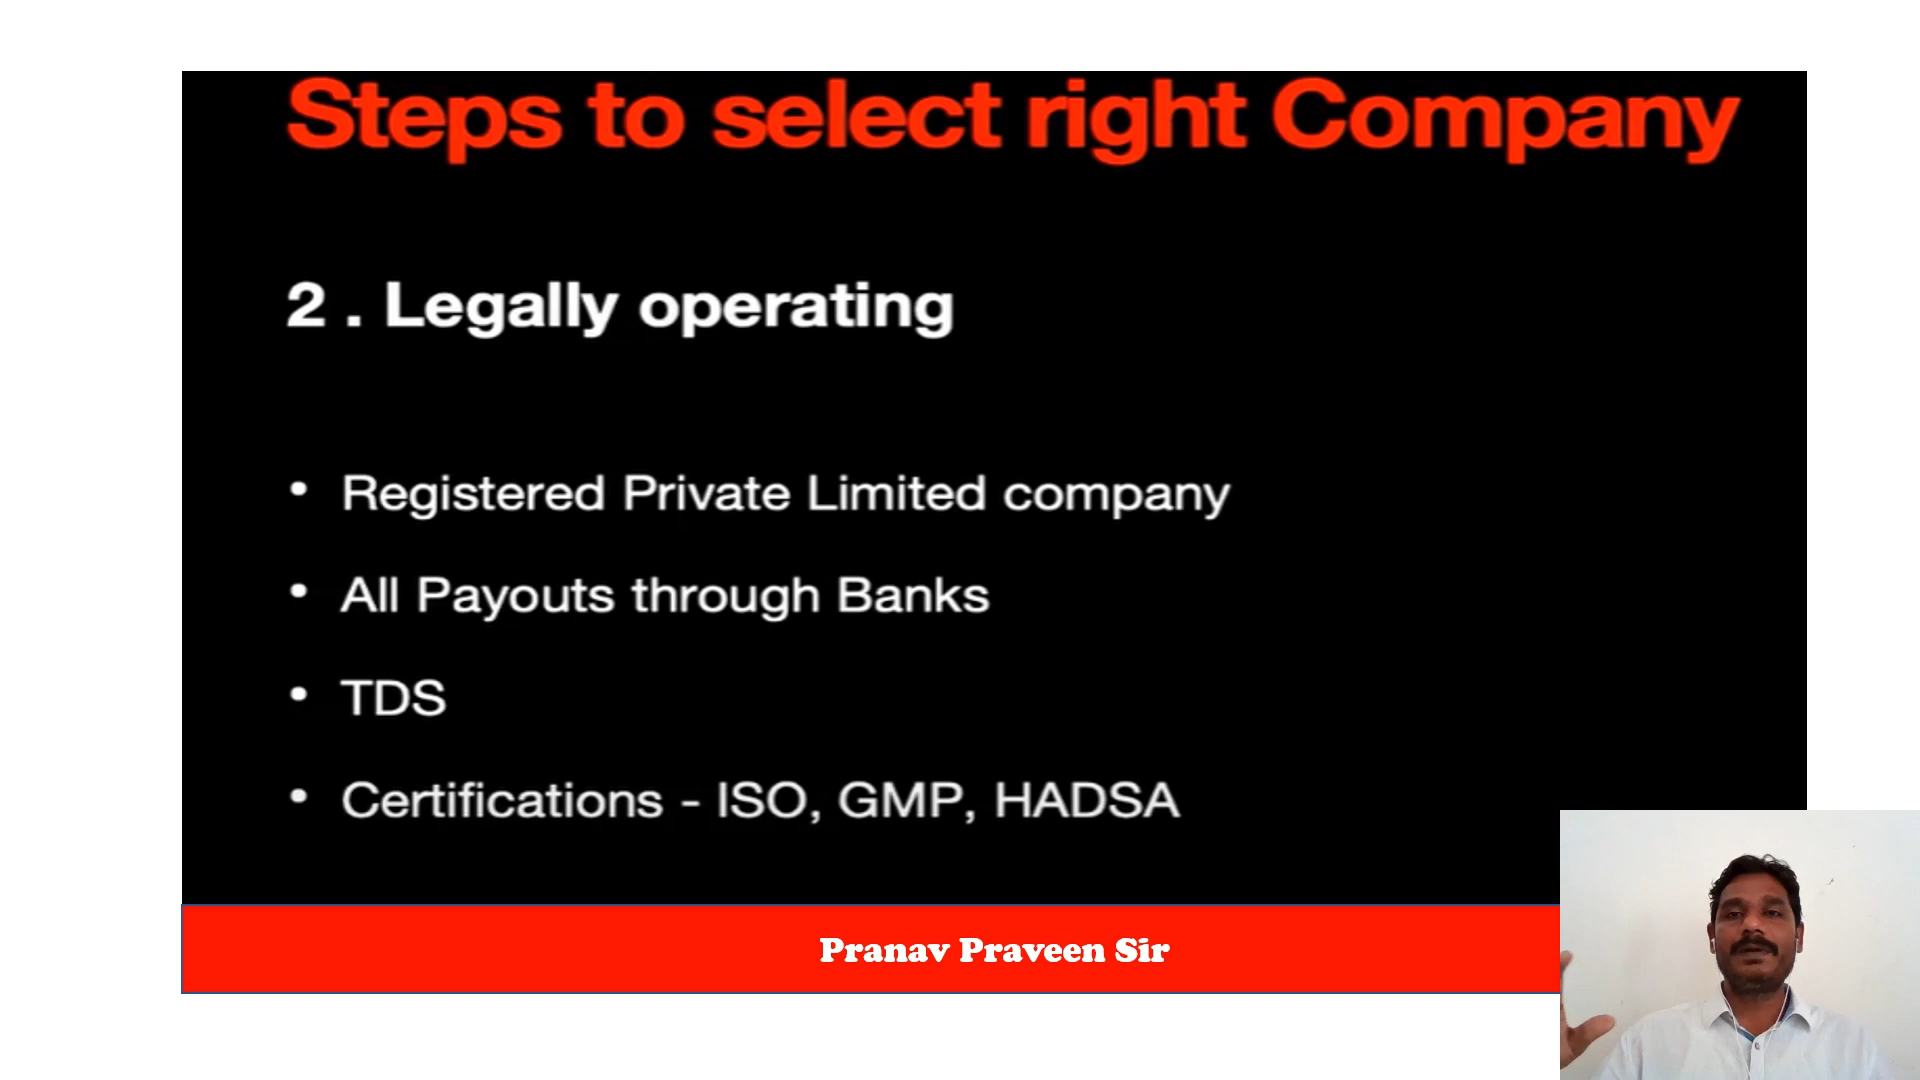 Steps to select right Company
2 . Legally operating
• Registered Private Limited company
• All Payouts through Banks
• TDS
• Certifications - ISO, GMP, HADSA
Pranav Praveen Sir